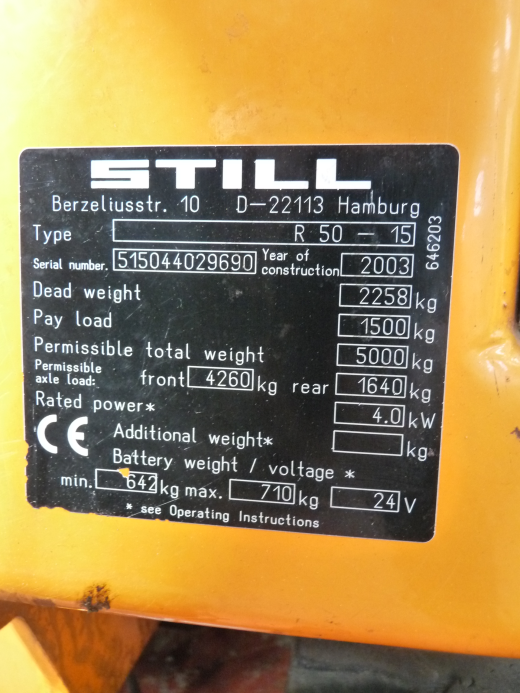 STILL
Berzeliusstr. 10 D-22113 Hamburg
Type R 50 - 15
Serial number. 515044029690 Year of construction 2003
Dead weight 2258 kg
Pay load 1500 kg
Permissible total weight 5000 kg
Permissible axle load: front 4260 kg rear 1640 kg
Rated power* 4.0 kW
CE Additional weight* kg
Battery weight / voltage *
min. 642 kg max. 710 kg 24 V
* see Operating Instructions
646203